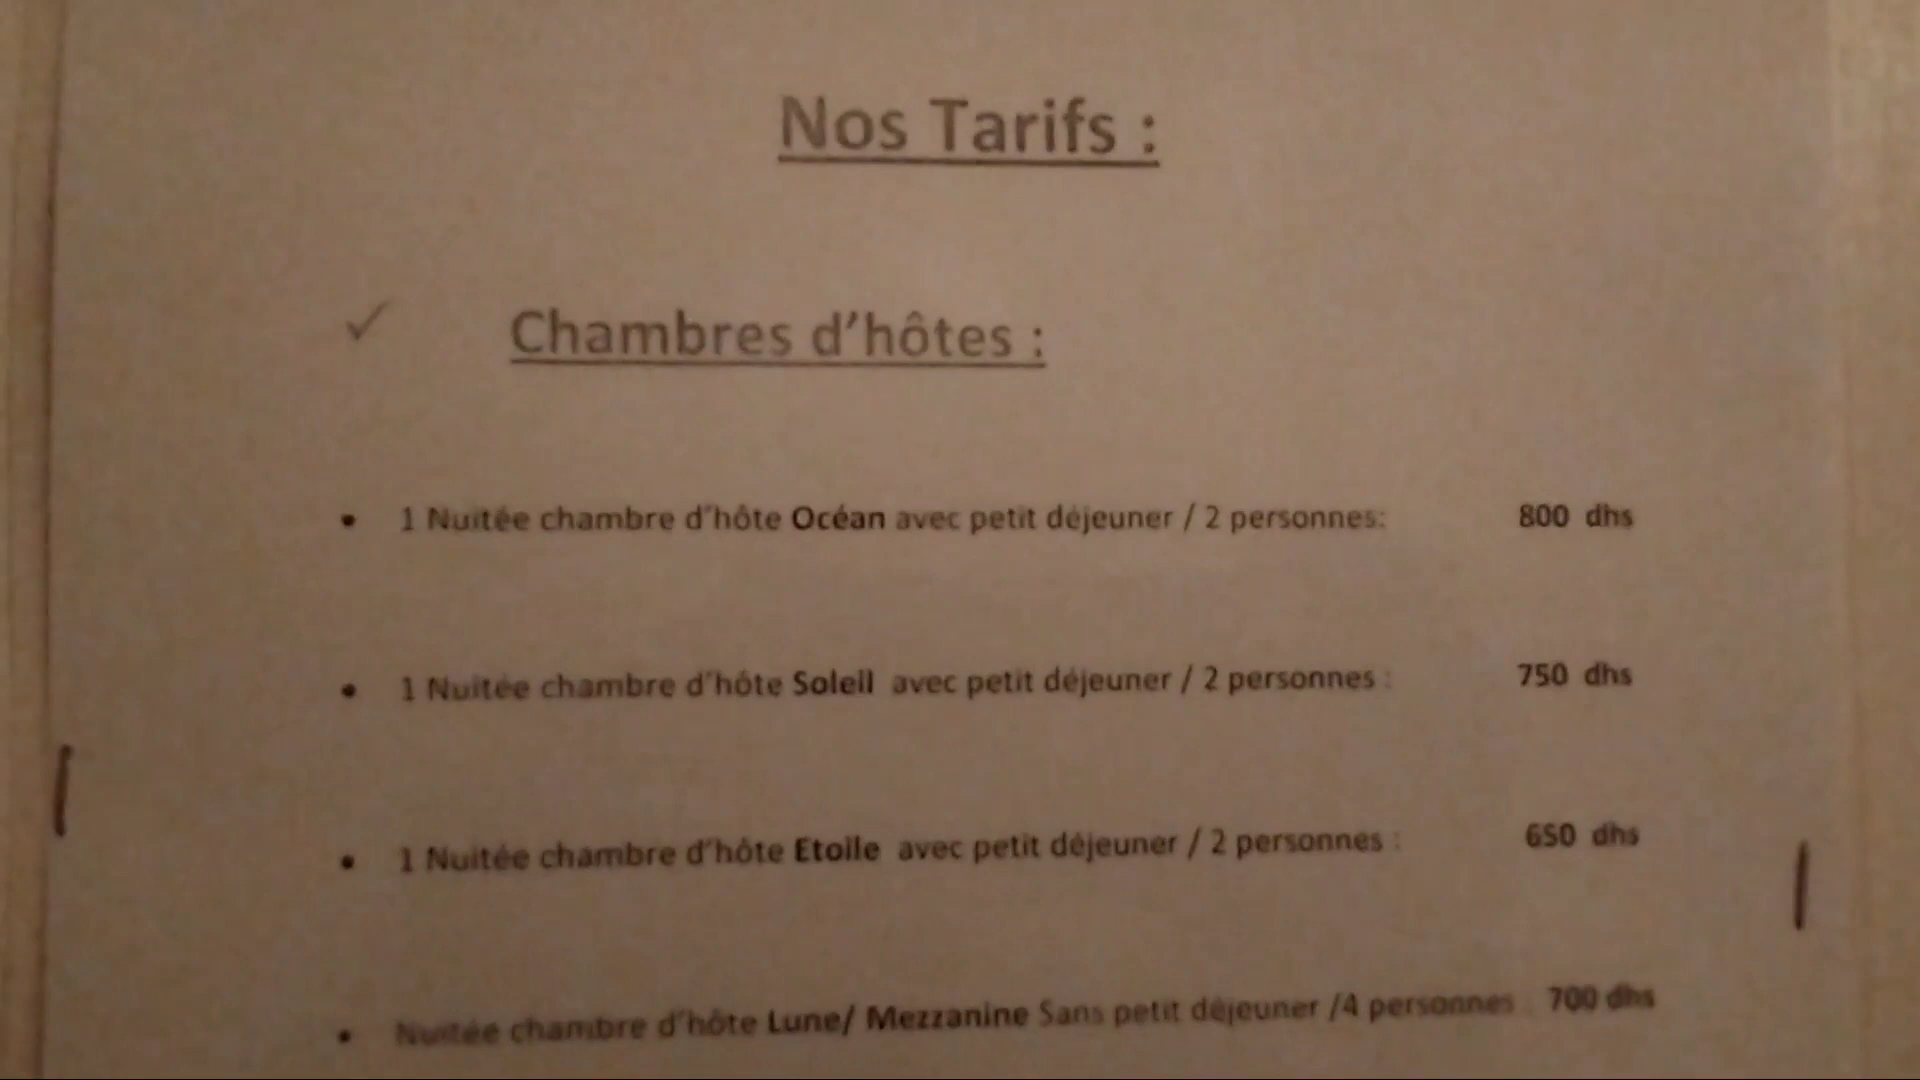 Nos Tarifs :
✓ Chambres d'hôtes :
• 1 Nuitée chambre d'hôte Océan avec petit déjeuner / 2 personnes: 800 dhs
• 1 Nuitée chambre d'hôte Soleil avec petit déjeuner / 2 personnes : 750 dhs
• 1 Nuitée chambre d'hôte Etoile avec petit déjeuner / 2 personnes : 650 dhs
• Nuitée chambre d'hôte Lune/ Mezzanine Sans petit déjeuner /4 personnes : 700 dhs